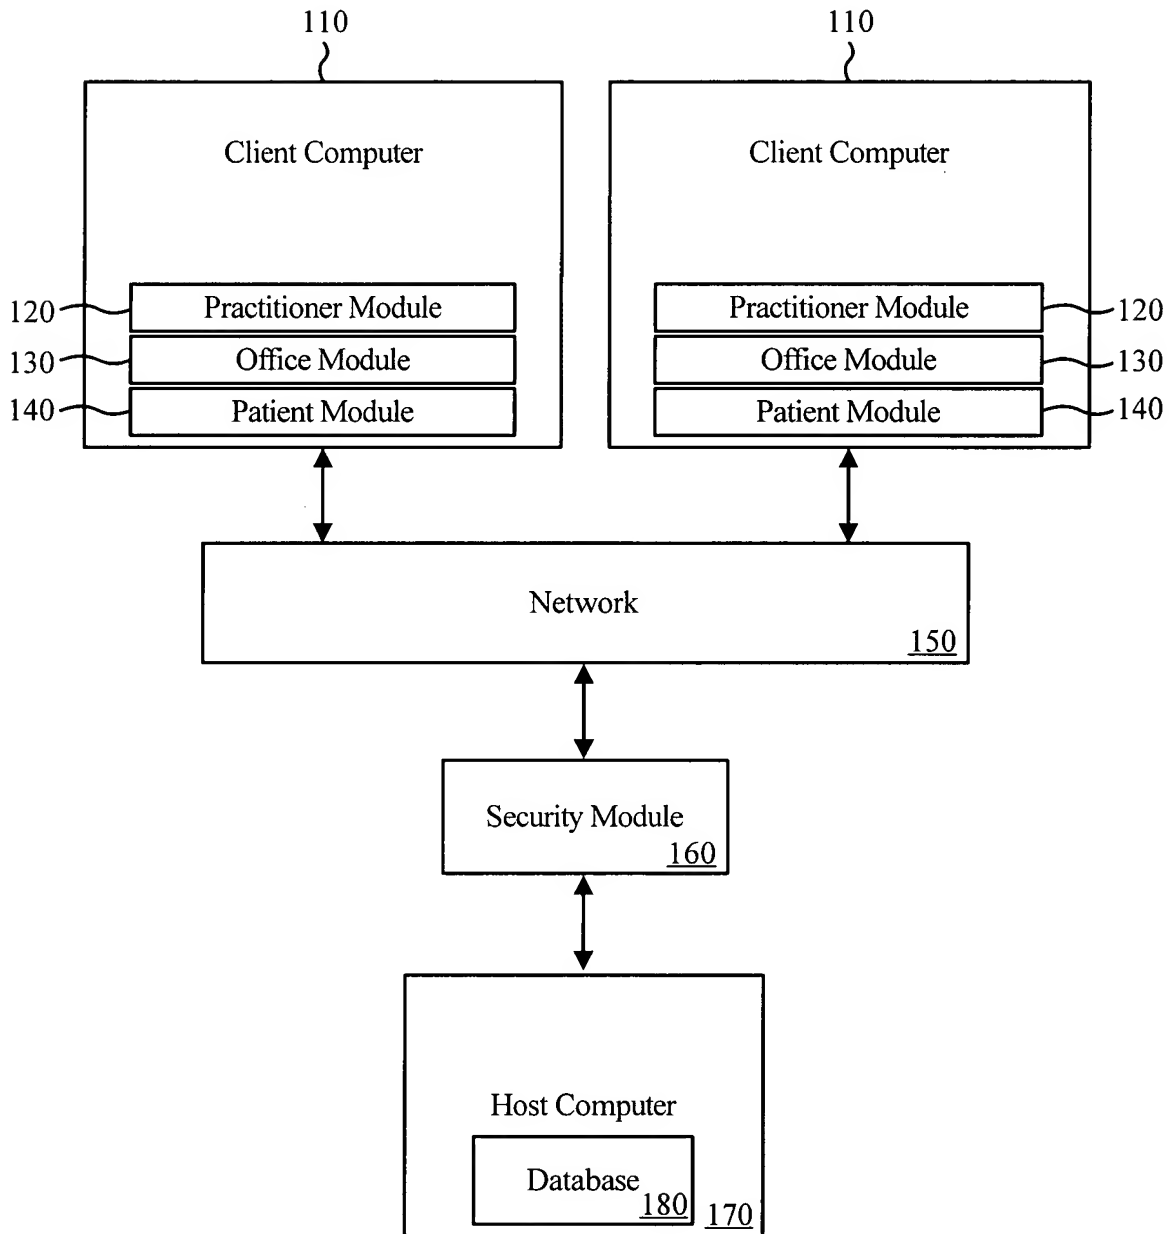 110 110
Client Computer Client Computer
120 Practitioner Module Practitioner Module 120
130 Office Module Office Module 130
140 Patient Module Patient Module 140
Network
150
Security Module
160
Host Computer
Database
180 170